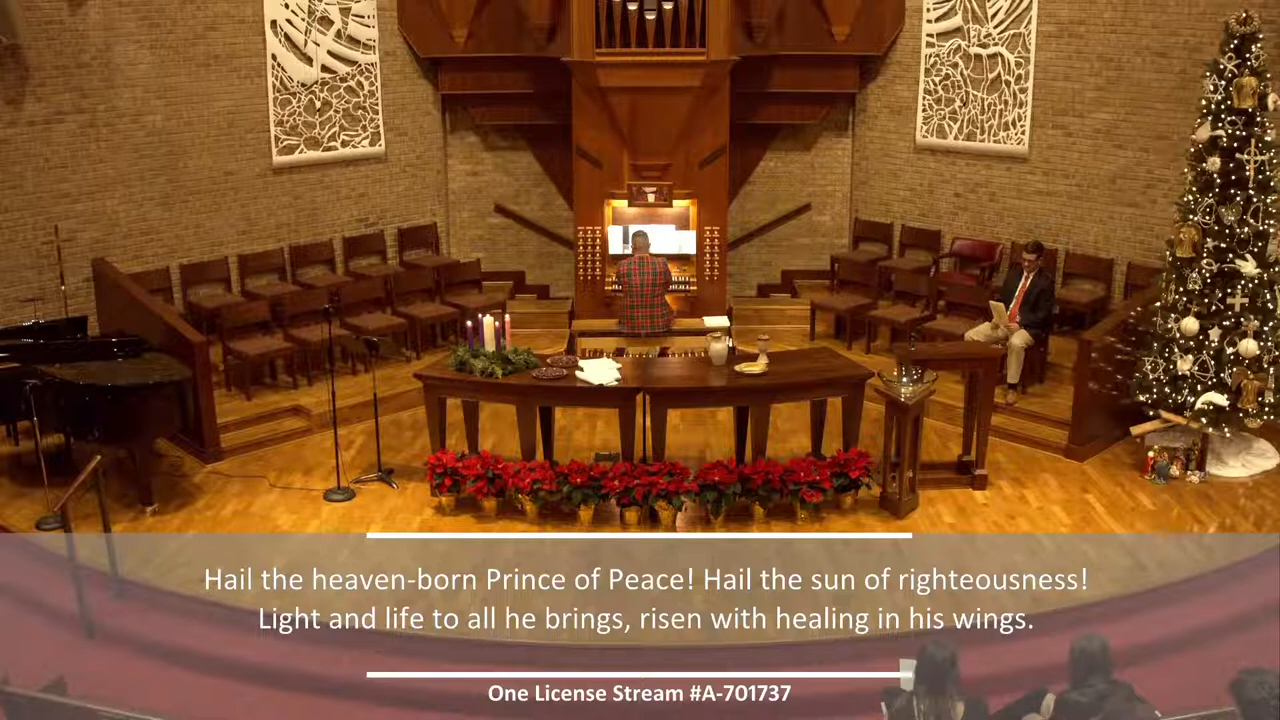 Hail the heaven-born Prince of Peace! Hail the sun of righteousness!
Light and life to all he brings, risen with healing in his wings.
One License Stream #A-701737